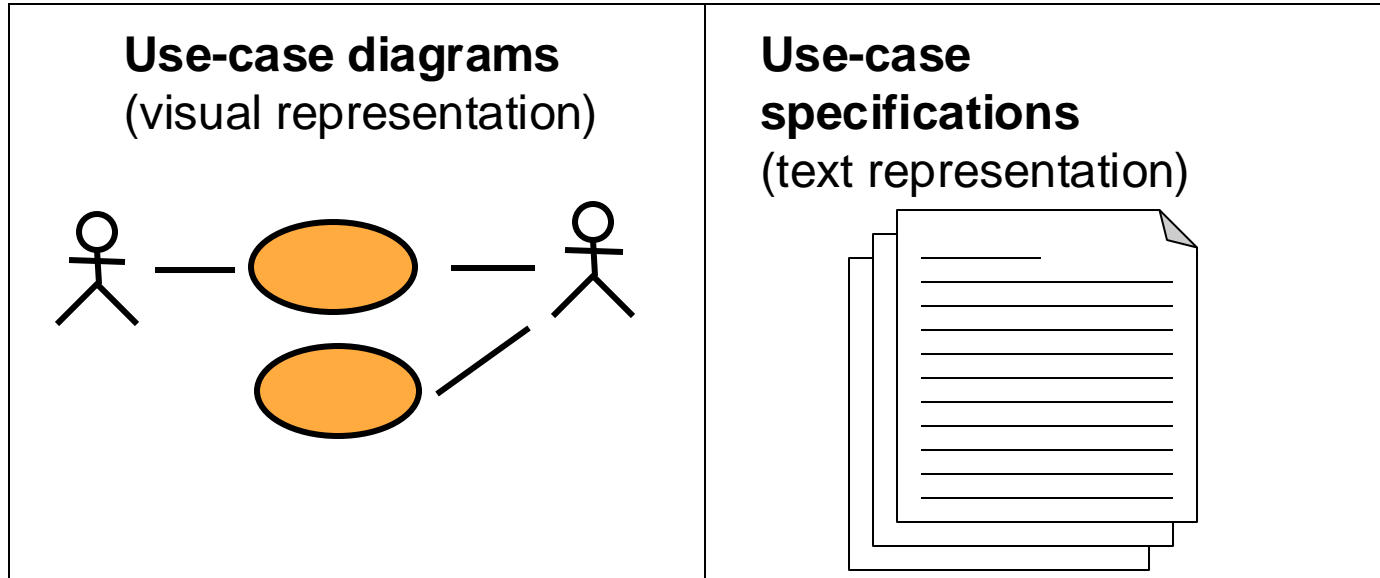 Use-case diagrams
(visual representation)
Use-case
specifications
(text representation)